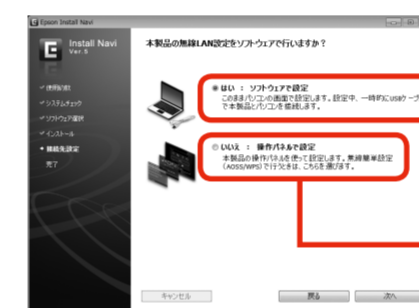 Epson Install Navi
Install Navi
Ver.5
使用許諾
システムチェック
ソフトウェア選択
インストール
接続先設定
完了
本製品の無線LAN設定をソフトウェアで行いますか？
はい ： ソフトウェアで設定
このままパソコンの画面で設定します。設定中、一時的にUSBケーブ
で本製品とパソコンを接続します。
いいえ ： 操作パネルで設定
本製品の操作パネルを使って設定します。無線簡単設定
(AOSS/WPS)で行うときは、こちらを選びます。
キャンセル
戻る
次へ